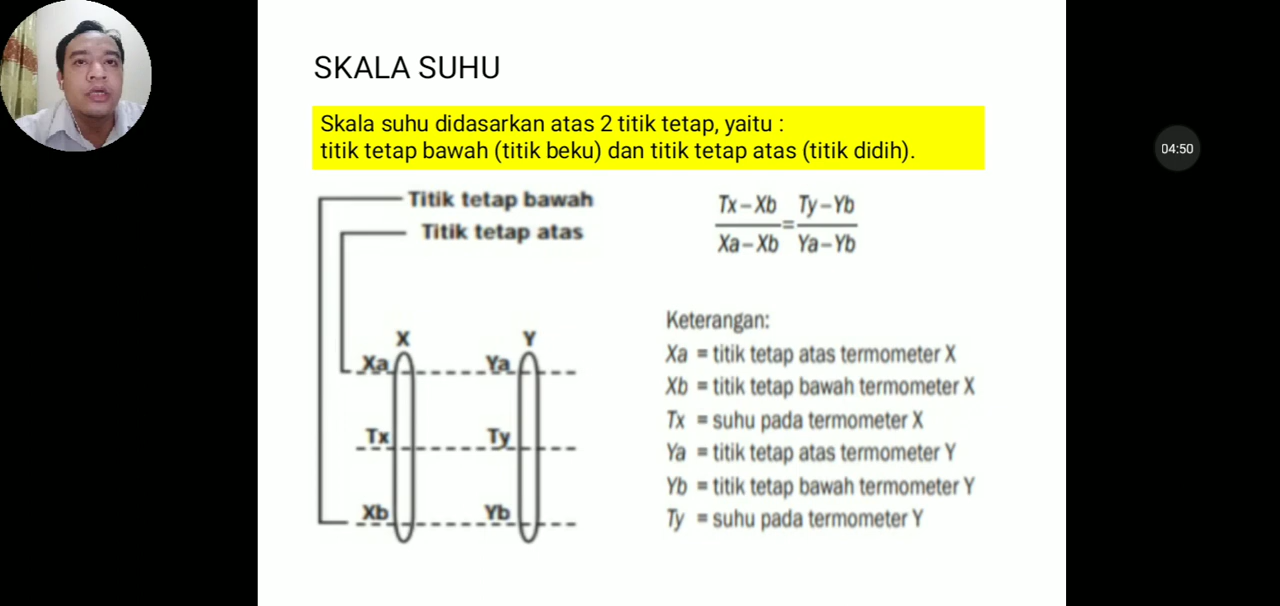 SKALA SUHU
Skala suhu didasarkan atas 2 titik tetap, yaitu :
titik tetap bawah (titik beku) dan titik tetap atas (titik didih).
04:50
Titik tetap bawah
Titik tetap atas
X
Y
Xa
Ya
Tx
Ty
Xb
Yb
Tx – Xb = Ty – Yb
Xa – Xb Ya – Yb
Keterangan:
Xa = titik tetap atas termometer X
Xb = titik tetap bawah termometer X
Tx = suhu pada termometer X
Ya = titik tetap atas termometer Y
Yb = titik tetap bawah termometer Y
Ty = suhu pada termometer Y